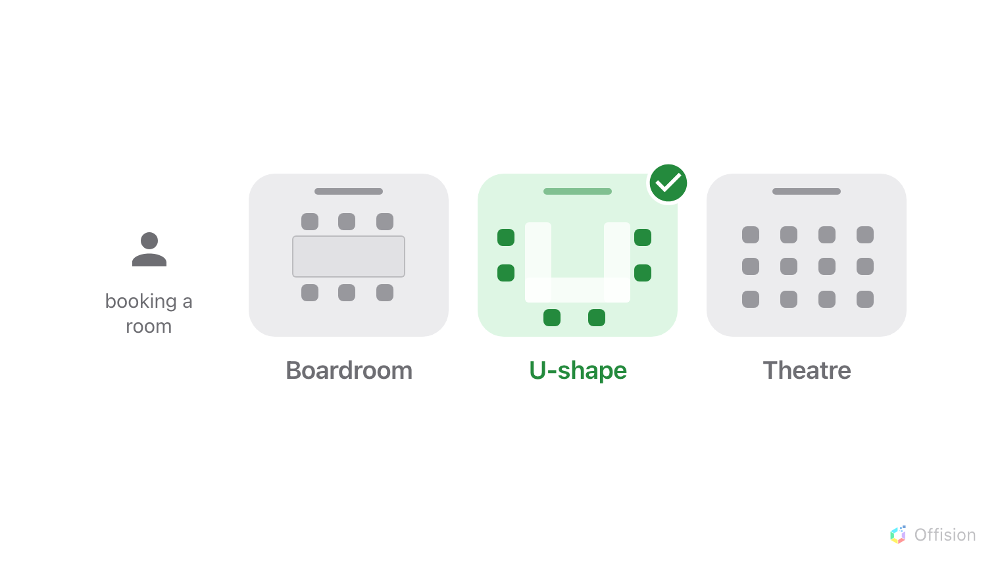 booking a
room
Boardroom
U-shape
Theatre
Offision